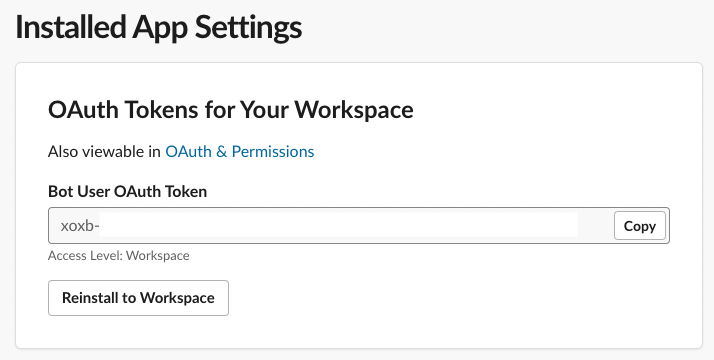 Installed App Settings
OAuth Tokens for Your Workspace
Also viewable in OAuth & Permissions
Bot User OAuth Token
xoxb-
Copy
Access Level: Workspace
Reinstall to Workspace